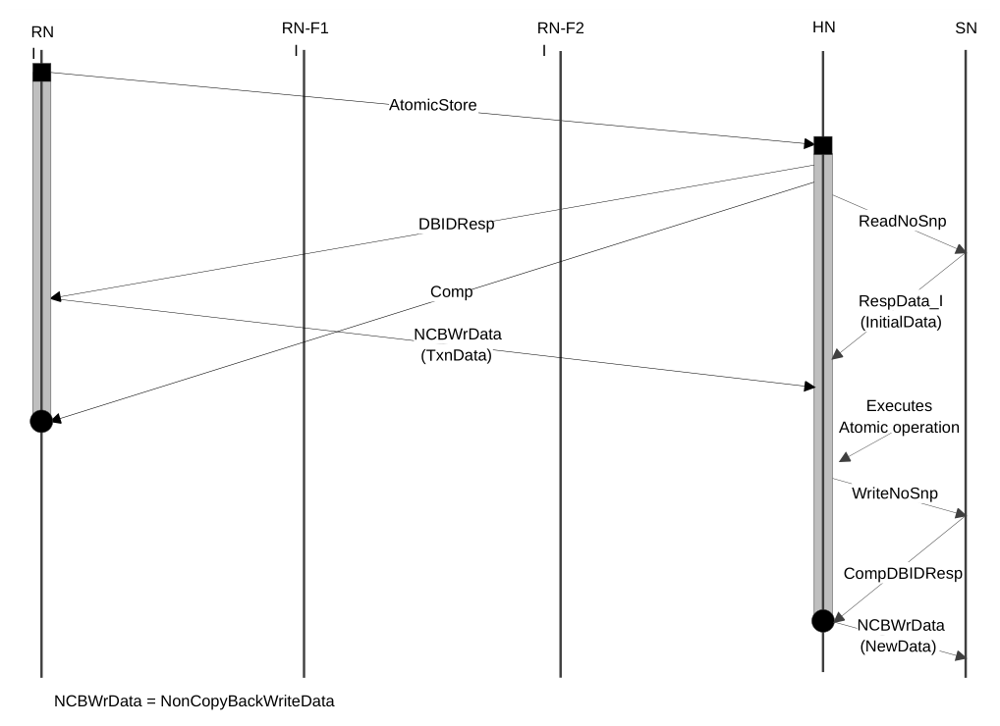 RN
RN-F1
RN-F2
HN
SN
I
I
I
AtomicStore
ReadNoSnp
DBIDResp
Comp
RespData_I
(InitialData)
NCBWrData
(TxnData)
Executes
Atomic operation
WriteNoSnp
CompDBIDResp
NCBWrData
(NewData)
NCBWrData = NonCopyBackWriteData